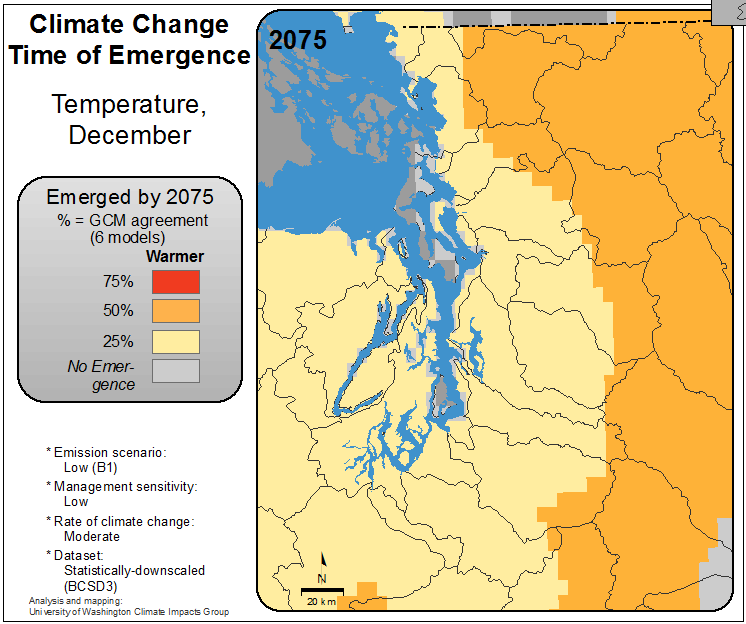 Climate Change
Time of Emergence
Temperature,
December
Emerged by 2075
% = GCM agreement
(6 models)
Warmer
75%
50%
25%
No Emer-
gence
* Emission scenario:
Low (B1)
* Management sensitivity:
Low
* Rate of climate change:
Moderate
* Dataset:
Statistically-downscaled
(BCSD3)
Analysis and mapping:
University of Washington Climate Impacts Group
2075
N
20 km